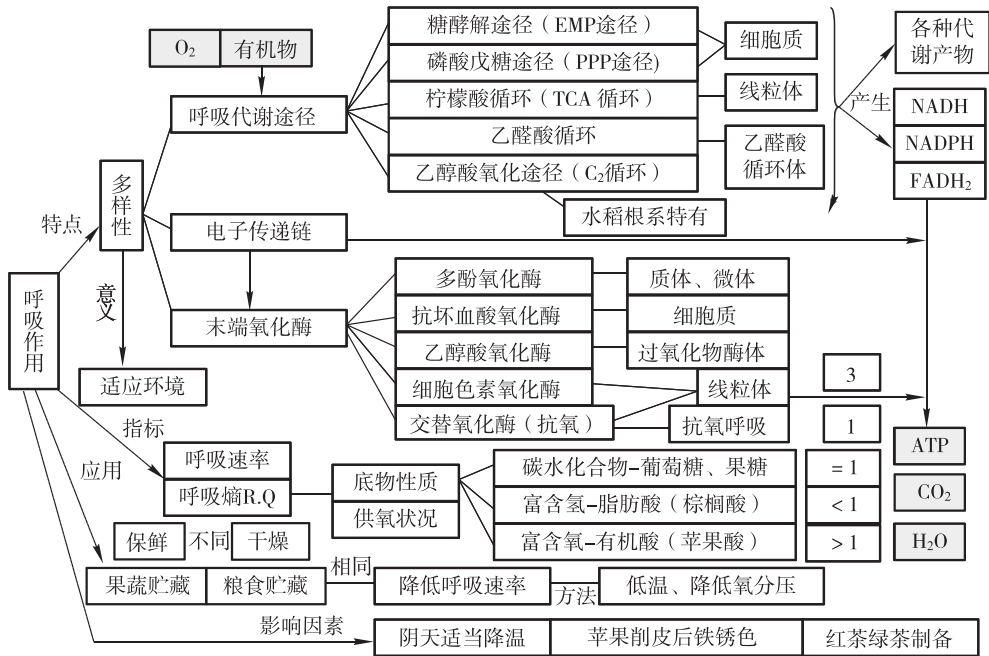 O₂ 有机物
呼吸代谢途径
糖酵解途径（EMP途径）
磷酸戊糖途径（PPP途径)
柠檬酸循环（TCA 循环）
乙醛酸循环
乙醇酸氧化途径（C₂循环）
细胞质
线粒体
乙醛酸
循环体
水稻根系特有
产生
各种代
谢产物
NADH
NADPH
FADH₂
呼吸作用
特点
多样性
意义
适应环境
电子传递链
末端氧化酶
多酚氧化酶
质体、微体
抗坏血酸氧化酶
细胞质
乙醇酸氧化酶
过氧化物酶体
细胞色素氧化酶
线粒体
3
交替氧化酶（抗氧）
抗氧呼吸
1
ATP
CO₂
H₂O
指标
呼吸速率
呼吸熵R.Q
底物性质
供氧状况
碳水化合物-葡萄糖、果糖
=1
富含氢-脂肪酸（棕榈酸）
<1
富含氧-有机酸（苹果酸）
>1
应用
保鲜 不同 干燥
果蔬贮藏 粮食贮藏
相同
降低呼吸速率
方法
低温、降低氧分压
影响因素
阴天适当降温 苹果削皮后铁锈色 红茶绿茶制备